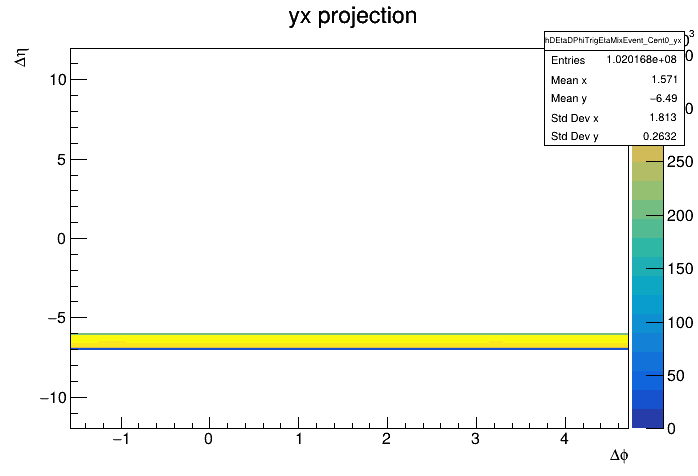 yx projection
hDEtaDPhiTrigEtaMixEvent_Cent0_yx
Entries 1.020168e+08
Mean x 1.571
Mean y −6.49
Std Dev x 1.813
Std Dev y 0.2632
Δη
10
5
0
−5
−10
−1 0 1 2 3 4
Δϕ
250
200
150
100
50
0